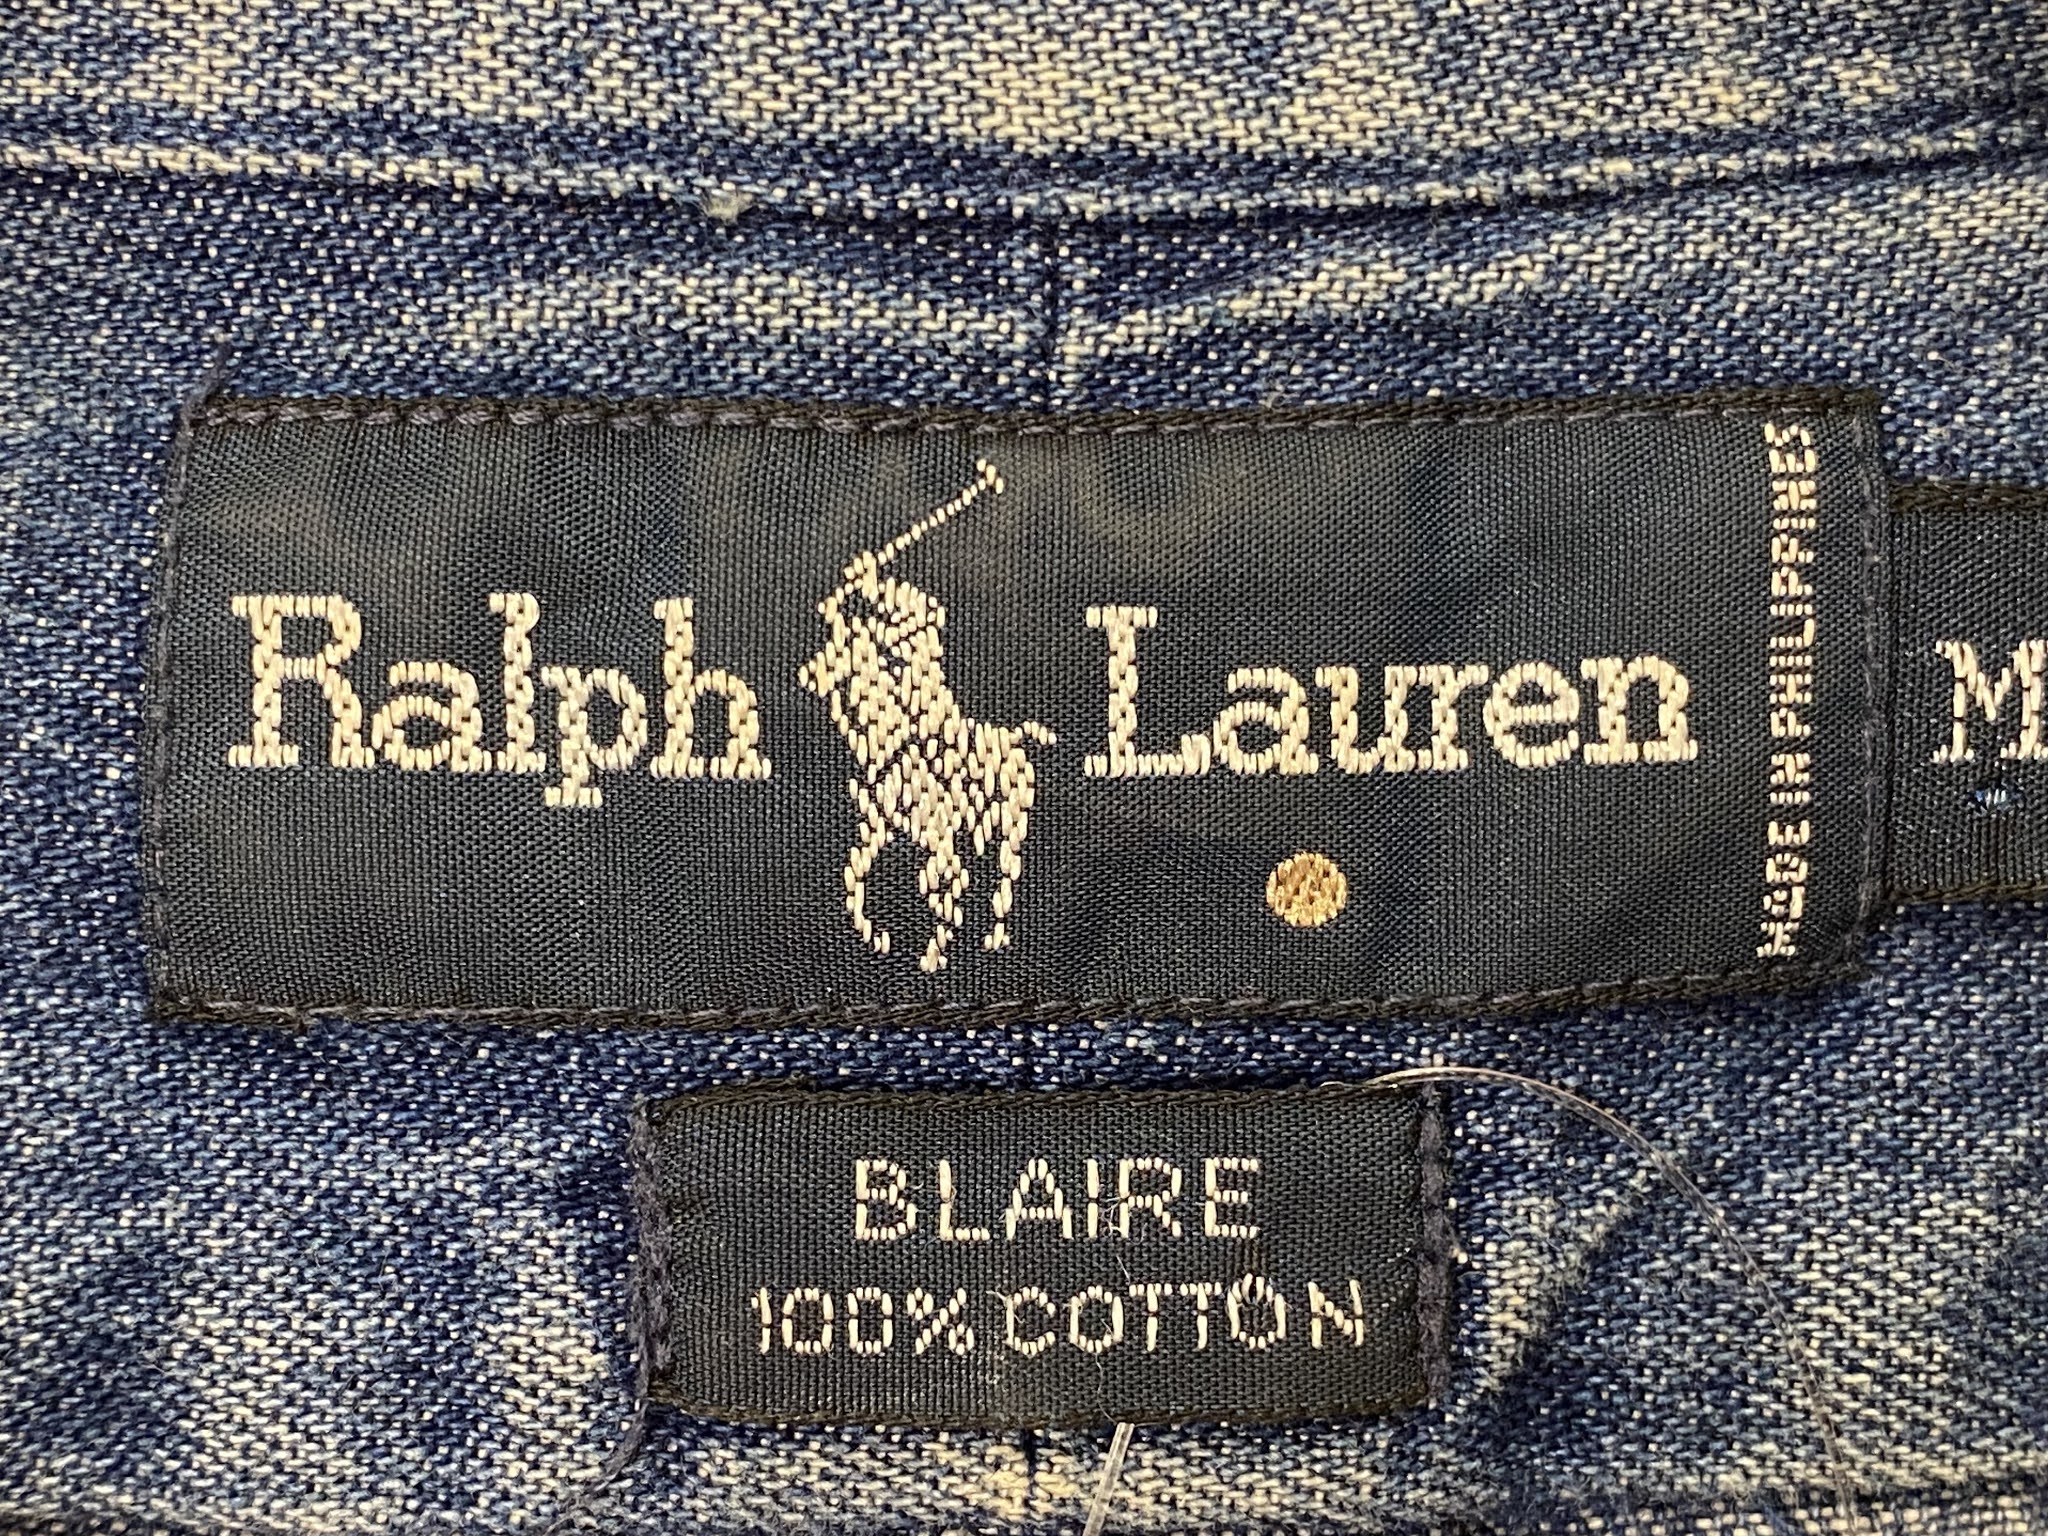 Ralph Lauren
MADE IN PHILIPPINES
M
BLAIRE
100% COTTON